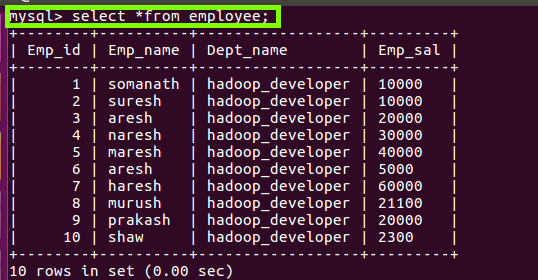 mysql> select *from employee;
+--------+----------+------------------+---------+
| Emp_id | Emp_name | Dept_name        | Emp_sal |
+--------+----------+------------------+---------+
|      1 | somanath | hadoop_developer | 10000   |
|      2 | suresh   | hadoop_developer | 10000   |
|      3 | aresh    | hadoop_developer | 20000   |
|      4 | naresh   | hadoop_developer | 30000   |
|      5 | maresh   | hadoop_developer | 40000   |
|      6 | aresh    | hadoop_developer | 5000    |
|      7 | haresh   | hadoop_developer | 60000   |
|      8 | murush   | hadoop_developer | 21100   |
|      9 | prakash  | hadoop_developer | 20000   |
|     10 | shaw     | hadoop_developer | 2300    |
+--------+----------+------------------+---------+
10 rows in set (0.00 sec)